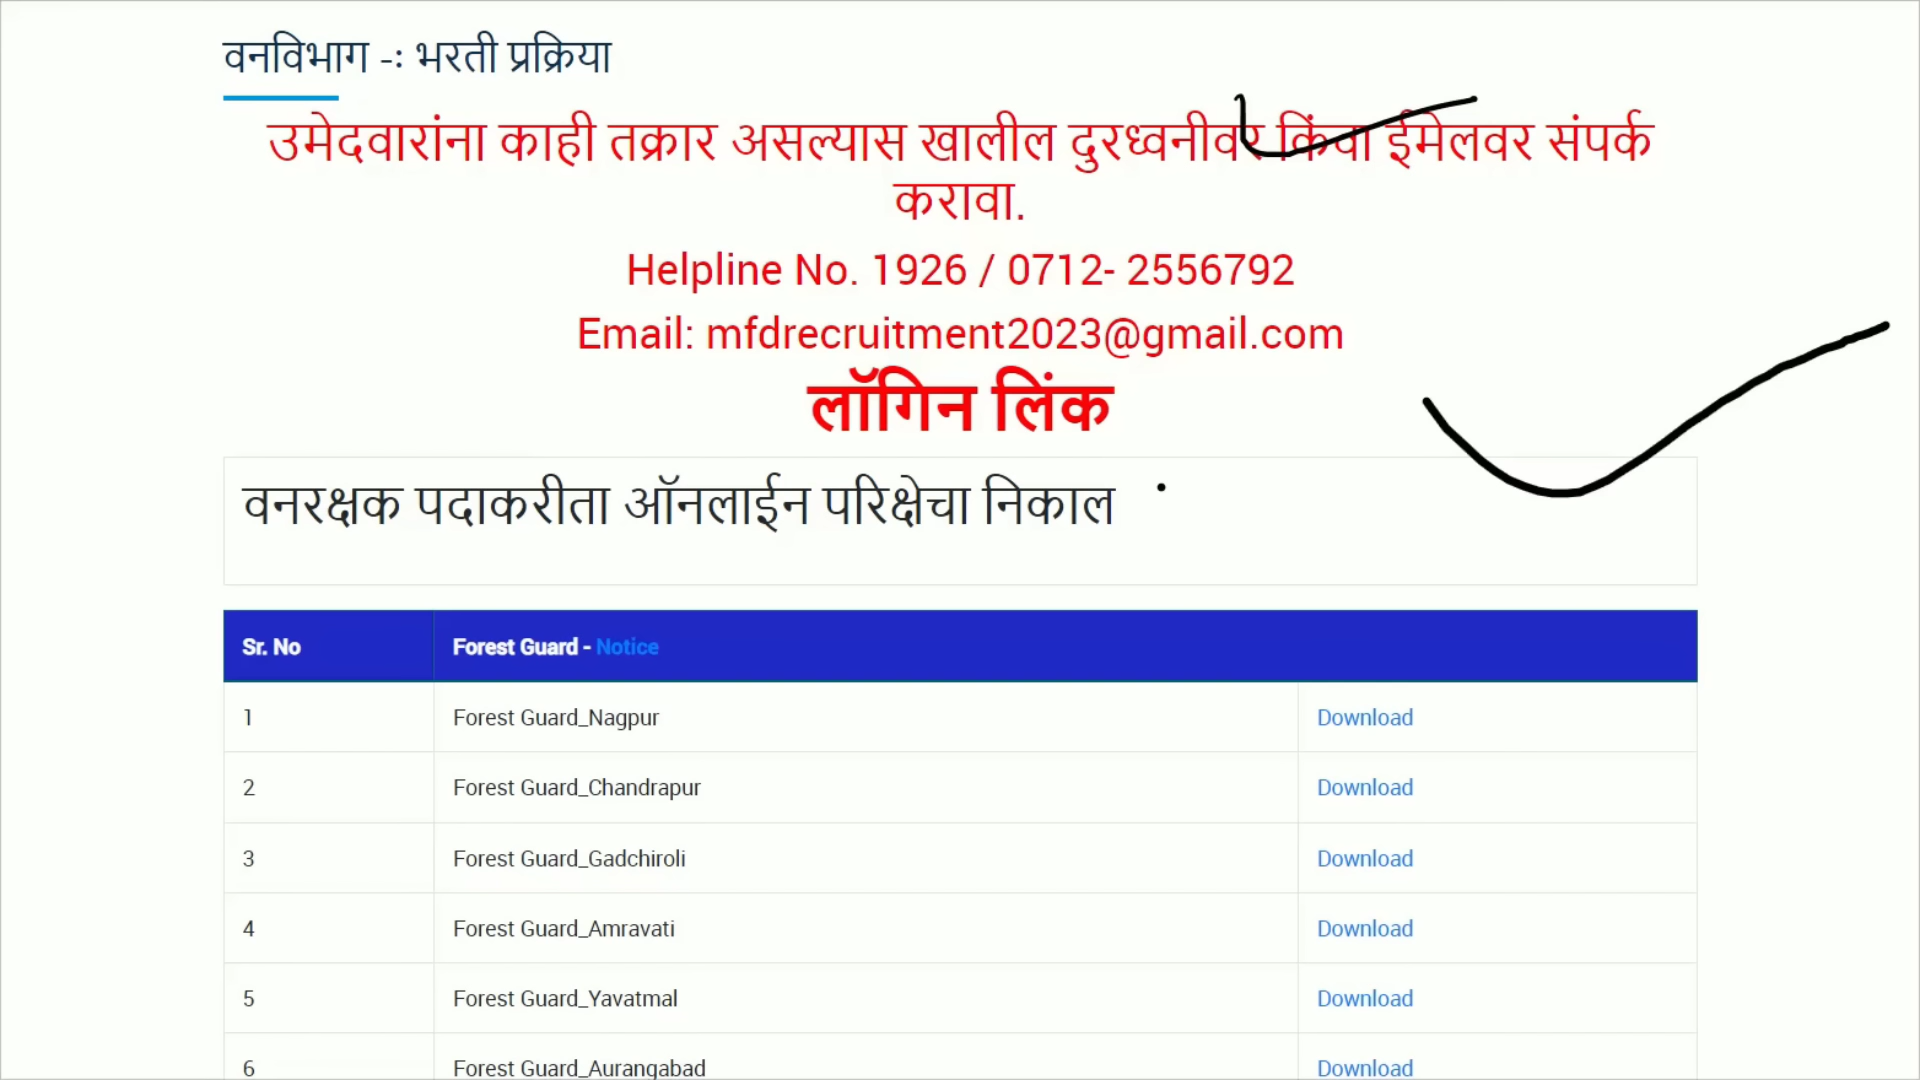 वनविभाग -: भरती प्रक्रिया
उमेदवारांना काही तक्रार असल्यास खालील दुरध्वनीवर किंवा ईमेलवर संपर्क
करावा.
Helpline No. 1926 / 0712- 2556792
Email: mfdrecruitment2023@gmail.com
लॉगिन लिंक
वनरक्षक पदाकरीता ऑनलाईन परिक्षेचा निकाल
Sr. No Forest Guard - Notice
1 Forest Guard_Nagpur Download
2 Forest Guard_Chandrapur Download
3 Forest Guard_Gadchiroli Download
4 Forest Guard_Amravati Download
5 Forest Guard_Yavatmal Download
6 Forest Guard_Aurangabad Download